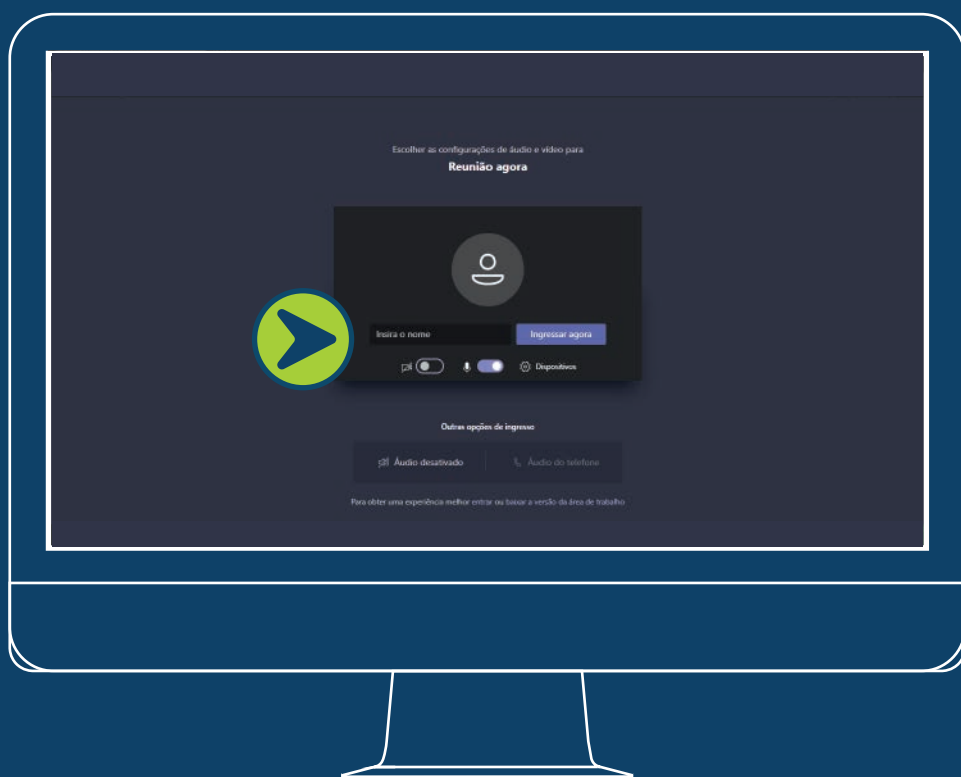 Escolher as configurações de áudio e vídeo para
Reunião agora
Insira o nome
Ingressar agora
Dispositivos
Outras opções de ingresso
Áudio desativado
Áudio do telefone
Para obter uma experiência melhor entrar ou baixar a versão da área de trabalho